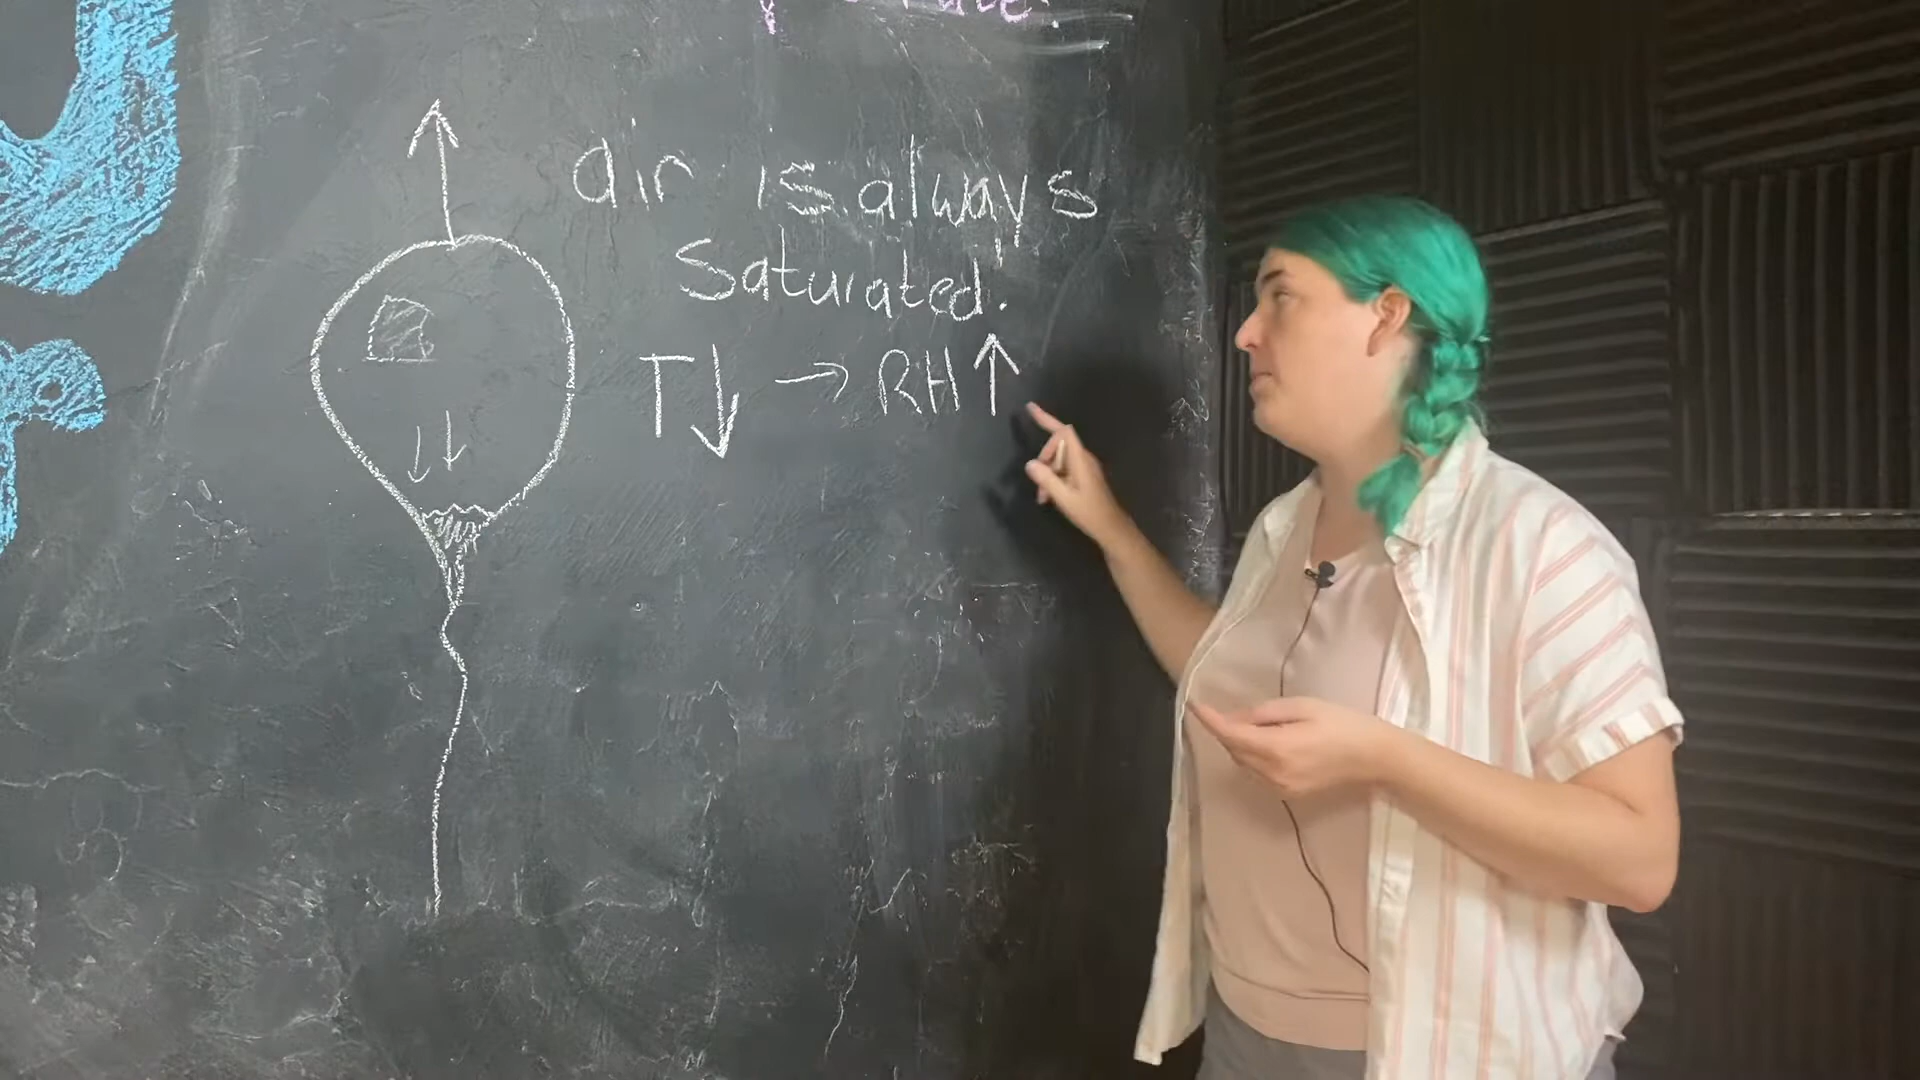 air is always
Saturated.
T↓ → RH↑